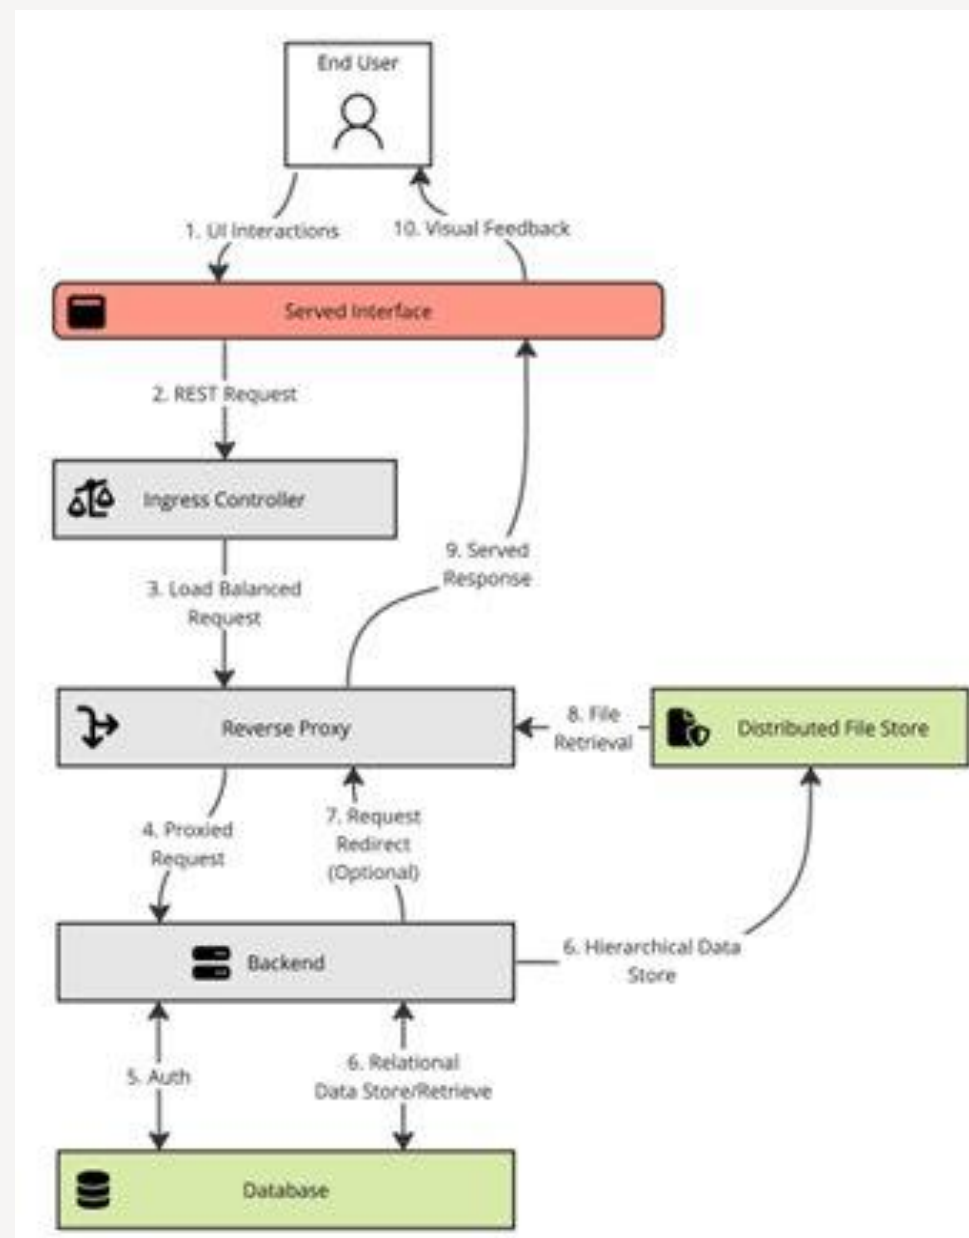 End User
1. UI Interactions
10. Visual Feedback
Served Interface
2. REST Request
Ingress Controller
9. Served
Response
3. Load Balanced
Request
Reverse Proxy
8. File
Retrieval
Distributed File Store
4. Proxied
Request
7. Request
Redirect
(Optional)
Backend
6. Hierarchical Data
Store
5. Auth
6. Relational
Data Store/Retrieve
Database